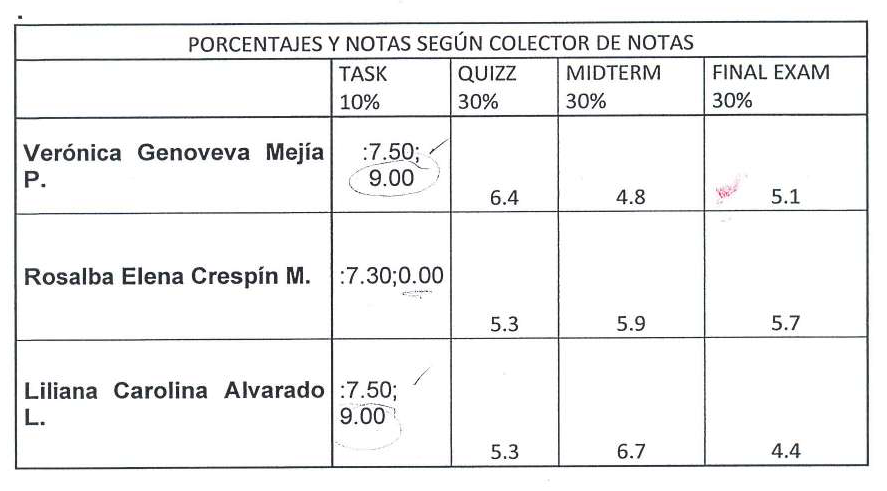 PORCENTAJES Y NOTAS SEGÚN COLECTOR DE NOTAS
TASK QUIZZ MIDTERM FINAL EXAM
10% 30% 30% 30%
Verónica Genoveva Mejía :7.50;
P. 9.00
6.4 4.8 5.1
Rosalba Elena Crespín M. :7.30;0.00
5.3 5.9 5.7
Liliana Carolina Alvarado :7.50;
L. 9.00
5.3 6.7 4.4